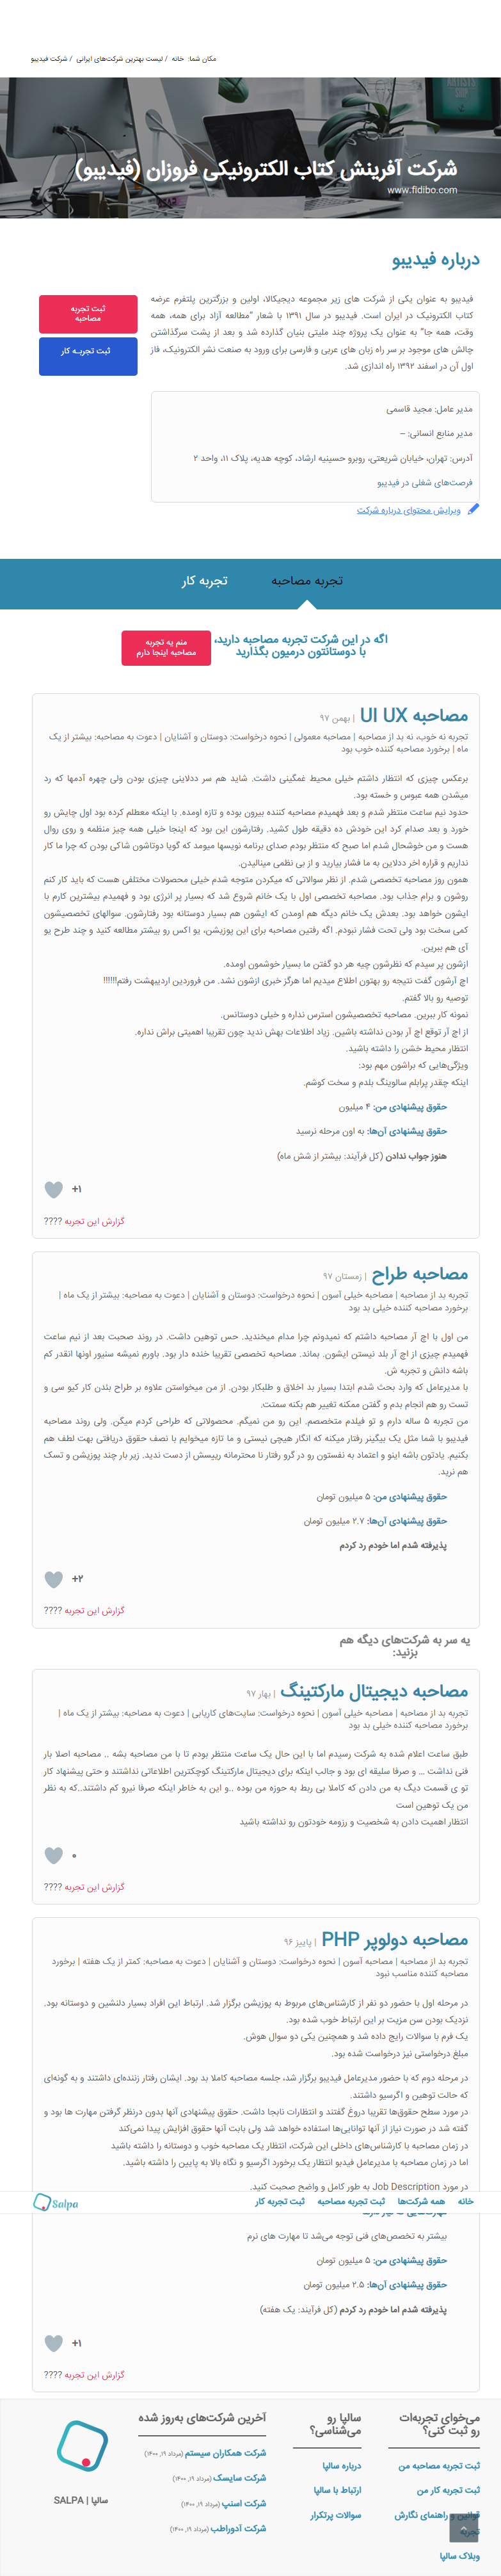 مکان شما: خانه / لیست بهترین شرکت‌های ایرانی / شرکت فیدیبو
شرکت آفرینش کتاب الکترونیکی فروزان (فیدیبو)
www.fidibo.com
درباره فیدیبو
فیدیبو به عنوان یکی از شرکت های زیر مجموعه دیجیکالا، اولین و بزرگترین پلتفرم عرضه
کتاب الکترونیک در ایران است. فیدیبو در سال ۱۳۹۱ با شعار "مطالعه آزاد برای همه، همه
وقت، همه جا" به عنوان یک پروژه چند ملیتی بنیان گذارده شد و بعد از پشت سرگذاشتن
چالش های موجود بر سر راه زبان های عربی و فارسی برای ورود به صنعت نشر الکترونیک، فاز
اول آن در اسفند ۱۳۹۲ راه اندازی شد.
ثبت تجربه
مصاحبه
ثبت تجربـه کار
مدیر عامل: مجید قاسمی
مدیر منابع انسانی: –
آدرس: تهران، خیابان شریعتی، روبرو حسینیه ارشاد، کوچه هدیه، پلاک ۱۱، واحد ۲
فرصت‌های شغلی در فیدیبو
ویرایش محتوای درباره شرکت
تجربه مصاحبه
تجربه کار
اگه در این شرکت تجربه مصاحبه دارید،
با دوستانتون درمیون بگذارید
منم یه تجربه
مصاحبه اینجا دارم
مصاحبه UI UX | بهمن ۹۷
تجربه نه خوب، نه بد از مصاحبه | مصاحبه معمولی | نحوه درخواست: دوستان و آشنایان | دعوت به مصاحبه: بیشتر از یک
ماه | برخورد مصاحبه کننده خوب بود
برعکس چیزی که انتظار داشتم خیلی محیط غمگینی داشت. شاید هم سر ددلاینی چیزی بودن ولی چهره آدمها که رد
میشدن همه عبوس و خسته بود.
حدود نیم ساعت منتظر شدم و بعد فهمیدم مصاحبه کننده بیرون بوده و تازه اومده. با اینکه معطلم کرده بود اول چایش رو
خورد و بعد صدام کرد این خودش ده دقیقه طول کشید. رفتارشون این بود که اینجا خیلی همه چیز منظمه و روی روال
هست و من خوشحال شدم اما صبح که منتظر بودم صدای برنامه نویسها میومد که گویا دوتاشون شاکی بودن که چرا ما کار
نداریم و قراره اخر ددلاین به ما فشار بیارید و از بی نظمی مینالیدن.
همون روز مصاحبه تخصصی شدم. از نظر سوالاتی که میکردن متوجه شدم خیلی محصولات مختلفی هست که باید کار کنم
روشون و برام جذاب بود. مصاحبه تخصصی اول با یک خانم شروع شد که بسیار پر انرژی بود و فهمیدم بیشترین کارم با
ایشون خواهد بود. بعدش یک خانم دیگه هم اومدن که ایشون هم بسیار دوستانه بود رفتارشون. سوالهای تخصصیشون
کمی سخت بود ولی تحت فشار نبودم. اگه رفتین مصاحبه برای این پوزیشن، یو اکس رو بیشتر مطالعه کنید و چند طرح یو
آی هم ببرین.
ازشون پر سیدم که نظرشون چیه هر دو گفتن ما بسیار خوشمون اومده.
اچ آرشون گفت نتیجه رو بهتون اطلاع میدیم اما هرگز خبری ازشون نشد. من فروردین اردیبهشت رفتم!!!!!!!
توصیه رو بالا گفتم.
نمونه کار ببرین. مصاحبه تخصصیشون استرس نداره و خیلی دوستانس.
از اچ آر توقع اچ آر بودن نداشته باشین. زیاد اطلاعات بهش ندید چون تقریبا اهمیتی براش نداره.
انتظار محیط خشن را داشته باشید.
ویژگی‌هایی که براشون مهم بود:
اینکه چقدر پرابلم سالوینگ بلدم و سخت کوشم.
حقوق پیشنهادی من: ۴ میلیون
حقوق پیشنهادی آن‌ها: به اون مرحله نرسید
هنوز جواب ندادن (کل فرآیند: بیشتر از شش ماه)
+۱
گزارش این تجربه ????
مصاحبه طراح | زمستان ۹۷
تجربه بد از مصاحبه | مصاحبه خیلی آسون | نحوه درخواست: دوستان و آشنایان | دعوت به مصاحبه: بیشتر از یک ماه |
برخورد مصاحبه کننده خیلی بد بود
من اول با اچ آر مصاحبه داشتم که نمیدونم چرا مدام میخندید. حس توهین داشت. در روند صحبت بعد از نیم ساعت
فهمیدم چیزی از اچ آر بلد نیستن ایشون. بماند. مصاحبه تخصصی تقریبا خنده دار بود. باورم نمیشه سنیور اونها انقدر کم
باشه دانش و تجربه ش.
با مدیرعامل که وارد بحث شدم ابتدا بسیار بد اخلاق و طلبکار بودن. از من میخواستن علاوه بر طراح بتدن کار کیو سی و
تست رو هم انجام بدم و گفتن ممکنه تغییر هم بکنه سمتت.
من تجربه ۵ ساله دارم و تو فیلدم متخصصم. این رو من نمیگم. محصولاتی که طراحی کردم میگن. ولی روند مصاحبه
فیدیبو با شما مثل یک بیگینر رفتار میکنه که انگار هیچی نیستی و ما تازه میخوایم با نصف حقوق دریافتی بهت لطف هم
بکنیم. یادتون باشه اینو و اعتماد به نفستون رو در گرو رفتار نا محترمانه رییسش از دست ندید. زیر بار چند پوزیشن و تسک
هم نرید.
حقوق پیشنهادی من: ۵ میلیون تومان
حقوق پیشنهادی آن‌ها: ۲.۷ میلیون تومان
پذیرفته شدم اما خودم رد کردم
+۲
گزارش این تجربه ????
یه سر به شرکت‌های دیگه هم
بزنید:
مصاحبه دیجیتال مارکتینگ | بهار ۹۷
تجربه بد از مصاحبه | مصاحبه خیلی آسون | نحوه درخواست: سایت‌های کاریابی | دعوت به مصاحبه: بیشتر از یک ماه |
برخورد مصاحبه کننده خیلی بد بود
طبق ساعت اعلام شده به شرکت رسیدم اما با این حال یک ساعت منتظر بودم تا با من مصاحبه بشه .. مصاحبه اصلا بار
فنی نداشت ... و صرفا سلیقه ای بود و جالب اینکه برای دیجیتال مارکتینگ کوچکترین اطلاعاتی نداشتند و حتی پیشنهاد کار
تو ی قسمت دیگ به من دادن که کاملا بی ربط به حوزه من بوده ..و این به خاطر اینکه صرفا نیرو کم داشتند..که به نظر
من یک توهین است
انتظار اهمیت دادن به شخصیت و رزومه خودتون رو نداشته باشید
۰
گزارش این تجربه ????
مصاحبه دولوپر PHP | پاییز ۹۶
تجربه بد از مصاحبه | مصاحبه آسون | نحوه درخواست: دوستان و آشنایان | دعوت به مصاحبه: کمتر از یک هفته | برخورد
مصاحبه کننده مناسب نبود
در مرحله اول با حضور دو نفر از کارشناس‌های مربوط به پوزیشن برگزار شد. ارتباط این افراد بسیار دلنشین و دوستانه بود.
نزدیک بودن سن مزیت بر این ارتباط خوب شده بود.
یک فرم با سوالات رایج داده شد و همچنین یکی دو سوال هوش.
مبلغ درخواستی نیز درخواست شده بود.
در مرحله دوم که با حضور مدیرعامل فیدیبو برگزار شد، جلسه مصاحبه کاملا بد بود. ایشان رفتار زننده‌ای داشتند و به گونه‌ای
که حالت توهین و اگرسیو داشتند.
در مورد سطح حقوق‌ها تقریبا دروغ گفتند و انتظارات نابجا داشت. حقوق پیشنهادی آنها بدون درنظر گرفتن مهارت ها بود و
گفته شد در صورت نیاز از آنها توانایی‌ها استفاده خواهد شد ولی بابت آنها حقوق افزایش پیدا نمی‌کند
در زمان مصاحبه با کارشناس‌های داخلی این شرکت، انتظار یک مصاحبه خوب و دوستانه را داشته باشید
اما در زمان مصاحبه با مدیرعامل فیدبو انتظار یک برخورد اگرسیو و نگاه بالا به پایین را داشته باشید.
در مورد Job Description به طور کامل و واضح صحبت کنید.
خانه همه شرکت‌ها ثبت تجربه مصاحبه ثبت تجربه کار Salpa
بیشتر به تخصص‌های فنی توجه می‌شد تا مهارت های نرم
حقوق پیشنهادی من: ۵ میلیون تومان
حقوق پیشنهادی آن‌ها: ۲.۵ میلیون تومان
پذیرفته شدم اما خودم رد کردم (کل فرآیند: یک هفته)
+۱
گزارش این تجربه ????
می‌خوای تجربه‌ات
رو ثبت کنی؟
ثبت تجربه مصاحبه من
ثبت تجربه کار من
قوانین و راهنمای نگارش
تجربه
وبلاگ سالپا
سالپا رو
می‌شناسی؟
درباره سالپا
ارتباط با سالپا
سوالات پرتکرار
آخرین شرکت‌های به‌روز شده
شرکت همکاران سیستم (مرداد ۱۹, ۱۴۰۰)
شرکت سایسک (مرداد ۱۹, ۱۴۰۰)
شرکت اسنپ (مرداد ۱۹, ۱۴۰۰)
شرکت آدوراطب (مرداد ۱۹, ۱۴۰۰)
سالپا | SALPA